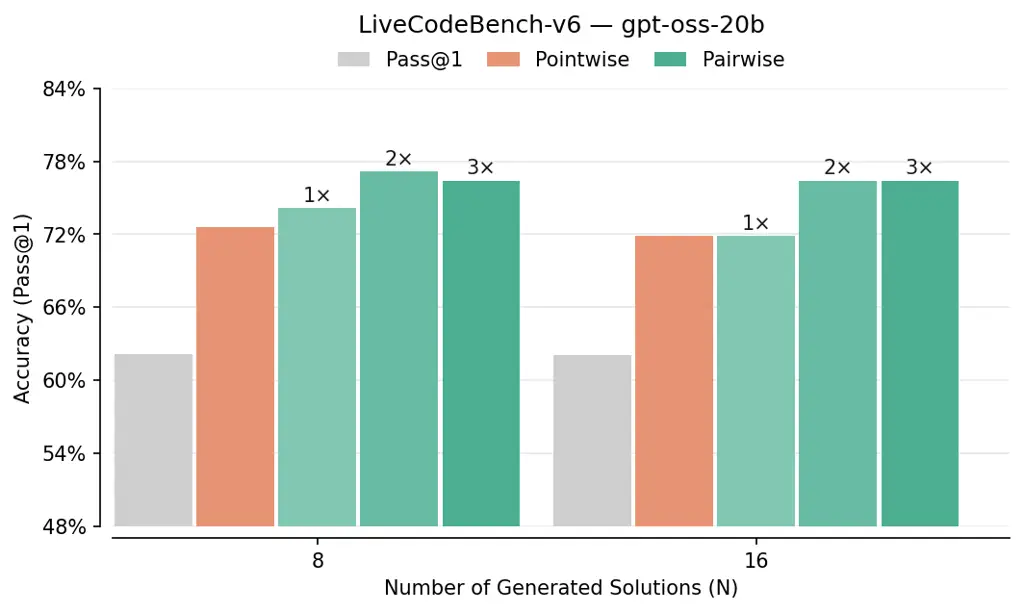 LiveCodeBench-v6 — gpt-oss-20b
Pass@1 Pointwise Pairwise
84%
78%
72%
66%
60%
54%
48%
Accuracy (Pass@1)
1× 2× 3×
1× 2× 3×
8 16
Number of Generated Solutions (N)